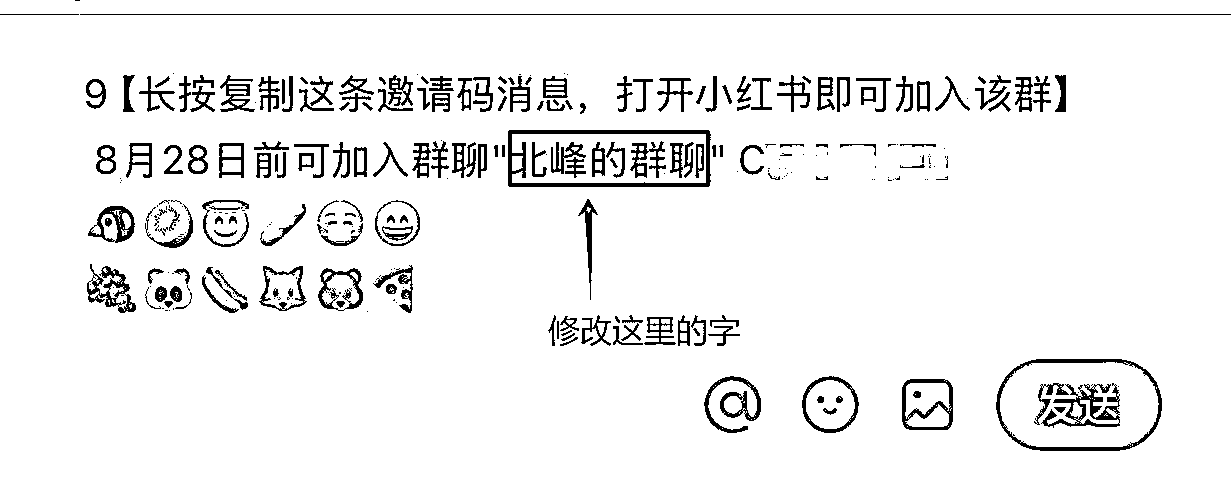 9【长按复制这条邀请码消息，打开小红书即可加入该群】
8月28日前可加入群聊"北峰的群聊" C
修改这里的字
发送